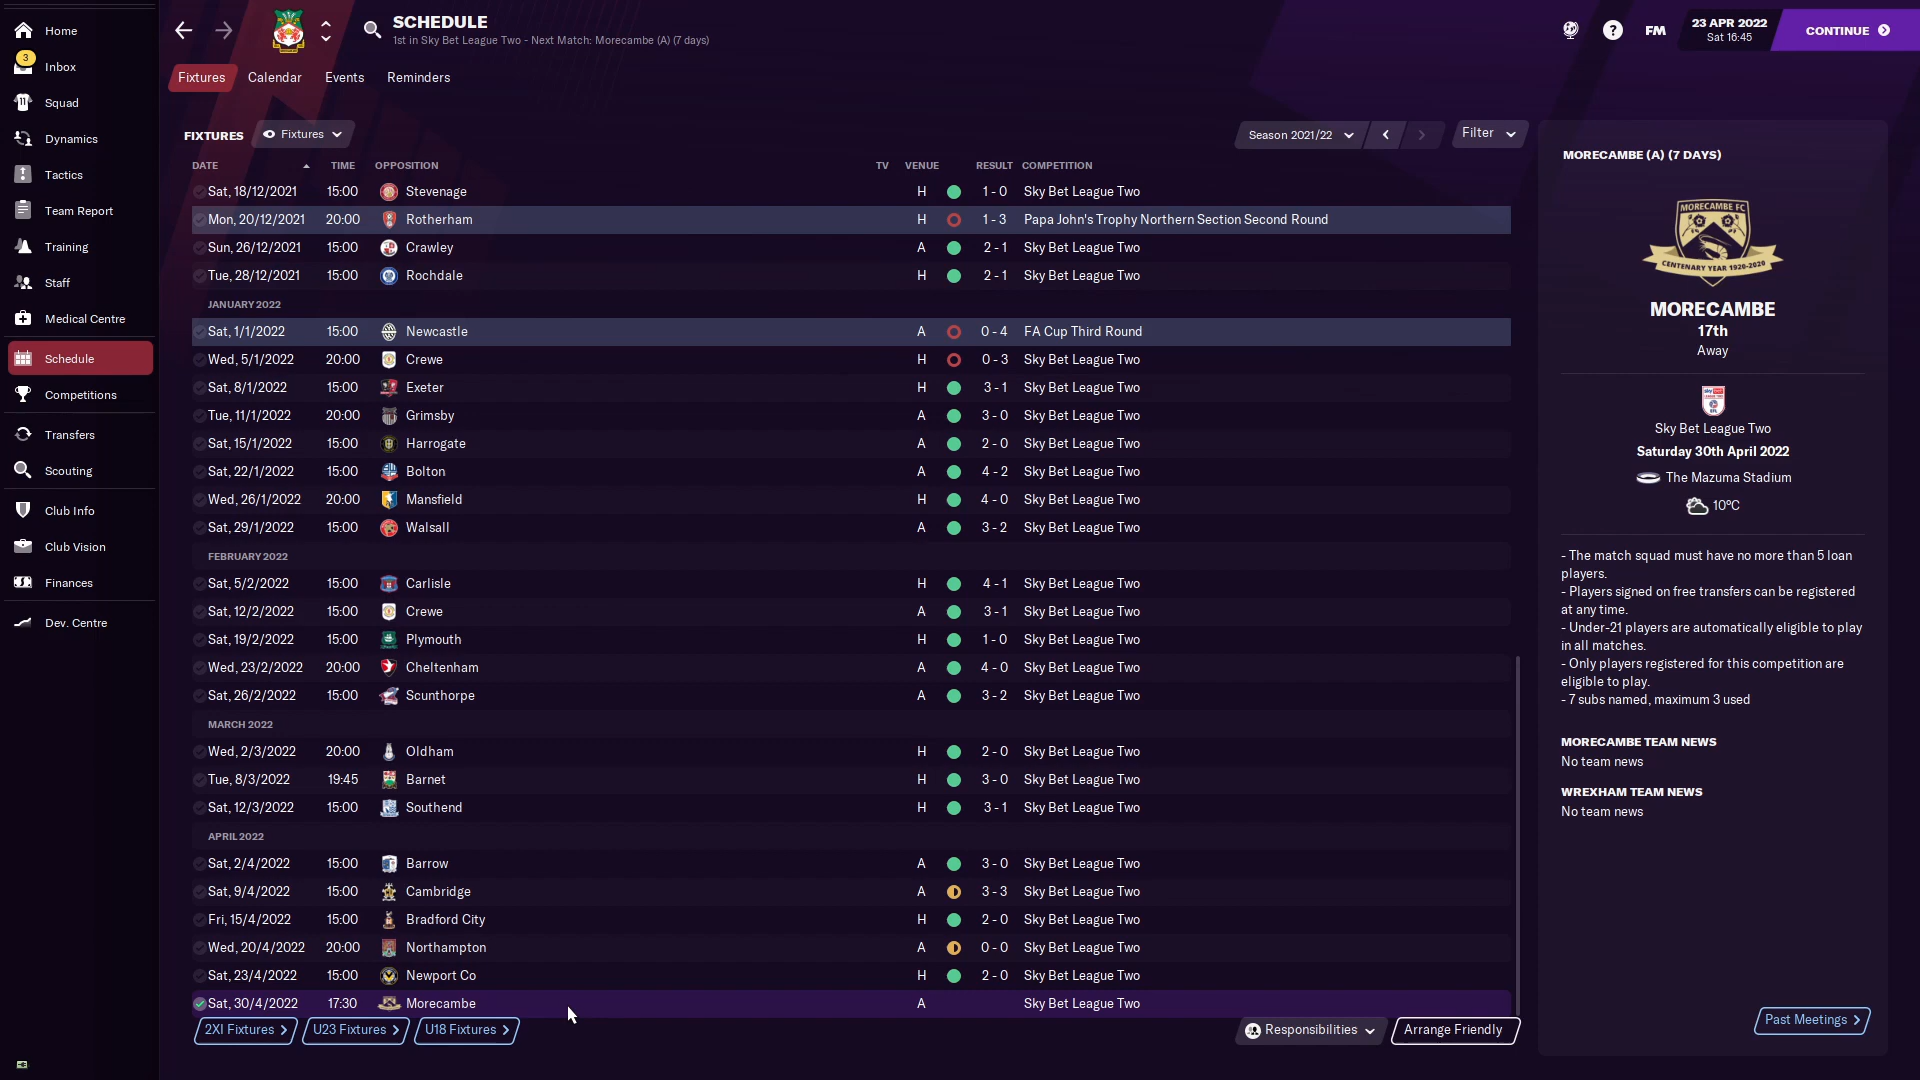 Home
3
Inbox
Squad
Dynamics
Tactics
Team Report
Training
Staff
Medical Centre
Schedule
Competitions
Transfers
Scouting
Club Info
Club Vision
Finances
Dev. Centre
SCHEDULE
1st in Sky Bet League Two - Next Match: Morecambe (A) (7 days)
FM
23 APR 2022
Sat 16:45
CONTINUE
Fixtures Calendar Events Reminders
FIXTURES Fixtures Season 2021/22 Filter
DATE TIME OPPOSITION TV VENUE RESULT COMPETITION
Sat, 18/12/2021 15:00 Stevenage H 1 - 0 Sky Bet League Two
Mon, 20/12/2021 20:00 Rotherham H 1 - 3 Papa John's Trophy Northern Section Second Round
Sun, 26/12/2021 15:00 Crawley A 2 - 1 Sky Bet League Two
Tue, 28/12/2021 15:00 Rochdale H 2 - 1 Sky Bet League Two
JANUARY 2022
Sat, 1/1/2022 15:00 Newcastle A 0 - 4 FA Cup Third Round
Wed, 5/1/2022 20:00 Crewe H 0 - 3 Sky Bet League Two
Sat, 8/1/2022 15:00 Exeter H 3 - 1 Sky Bet League Two
Tue, 11/1/2022 20:00 Grimsby A 3 - 0 Sky Bet League Two
Sat, 15/1/2022 15:00 Harrogate A 2 - 0 Sky Bet League Two
Sat, 22/1/2022 15:00 Bolton A 4 - 2 Sky Bet League Two
Wed, 26/1/2022 20:00 Mansfield H 4 - 0 Sky Bet League Two
Sat, 29/1/2022 15:00 Walsall A 3 - 2 Sky Bet League Two
FEBRUARY 2022
Sat, 5/2/2022 15:00 Carlisle H 4 - 1 Sky Bet League Two
Sat, 12/2/2022 15:00 Crewe A 3 - 1 Sky Bet League Two
Sat, 19/2/2022 15:00 Plymouth H 1 - 0 Sky Bet League Two
Wed, 23/2/2022 20:00 Cheltenham A 4 - 0 Sky Bet League Two
Sat, 26/2/2022 15:00 Scunthorpe A 3 - 2 Sky Bet League Two
MARCH 2022
Wed, 2/3/2022 20:00 Oldham H 2 - 0 Sky Bet League Two
Tue, 8/3/2022 19:45 Barnet H 3 - 0 Sky Bet League Two
Sat, 12/3/2022 15:00 Southend H 3 - 1 Sky Bet League Two
APRIL 2022
Sat, 2/4/2022 15:00 Barrow A 3 - 0 Sky Bet League Two
Sat, 9/4/2022 15:00 Cambridge A 3 - 3 Sky Bet League Two
Fri, 15/4/2022 15:00 Bradford City H 2 - 0 Sky Bet League Two
Wed, 20/4/2022 20:00 Northampton A 0 - 0 Sky Bet League Two
Sat, 23/4/2022 15:00 Newport Co H 2 - 0 Sky Bet League Two
Sat, 30/4/2022 17:30 Morecambe A Sky Bet League Two
2XI Fixtures U23 Fixtures U18 Fixtures Responsibilities Arrange Friendly
MORECAMBE (A) (7 DAYS)
MORECAMBE FC
CENTENARY YEAR 1920-2020
MORECAMBE
17th
Away
Sky Bet League Two
Saturday 30th April 2022
The Mazuma Stadium
10°C
- The match squad must have no more than 5 loan
players.
- Players signed on free transfers can be registered
at any time.
- Under-21 players are automatically eligible to play
in all matches.
- Only players registered for this competition are
eligible to play.
- 7 subs named, maximum 3 used
MORECAMBE TEAM NEWS
No team news
WREXHAM TEAM NEWS
No team news
Past Meetings